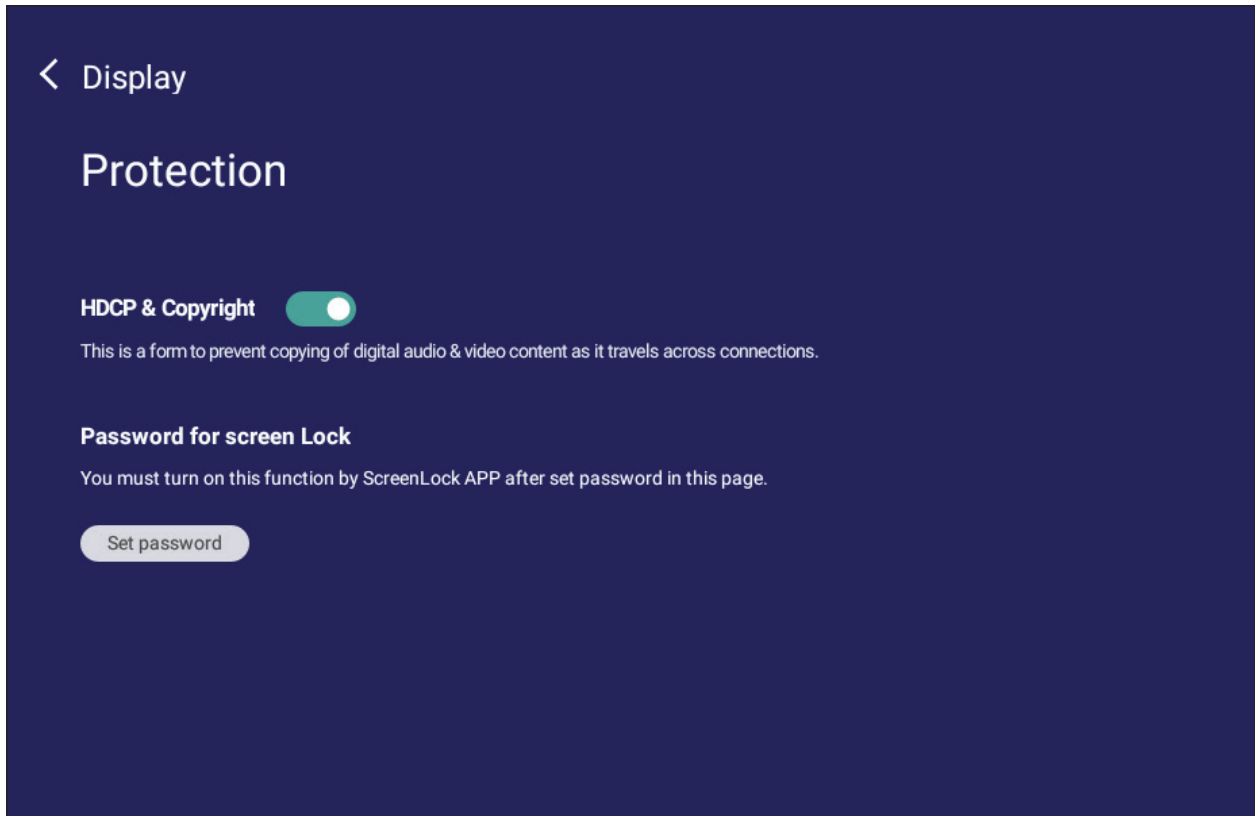 Display
Protection
HDCP & Copyright
This is a form to prevent copying of digital audio & video content as it travels across connections.
Password for screen Lock
You must turn on this function by ScreenLock APP after set password in this page.
Set password